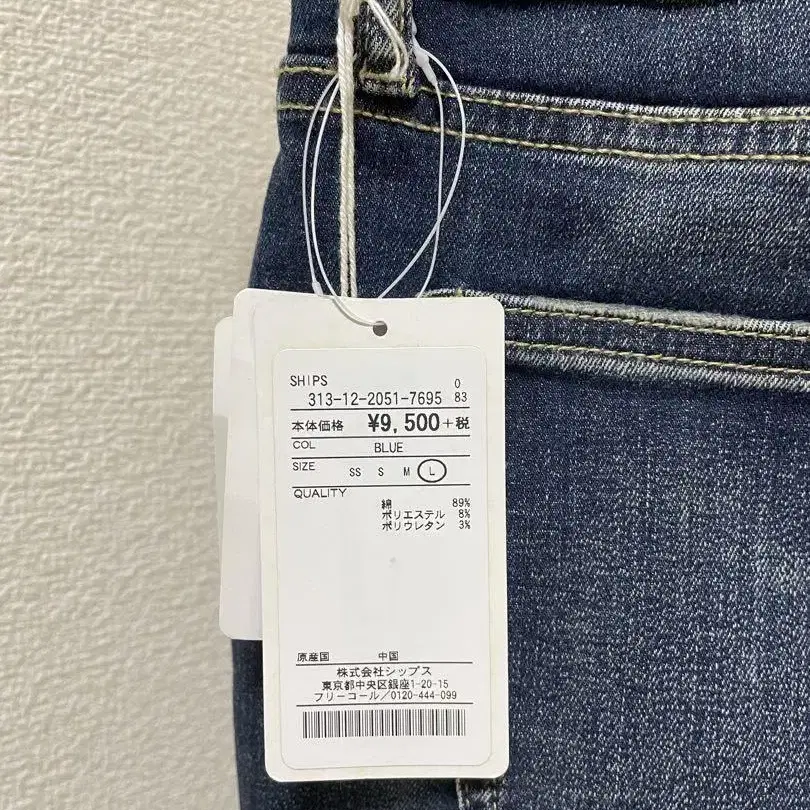 SHIPS 0
313-12-2051-7695 83
本体価格 ¥9,500+税
COL BLUE
SIZE SS S M L
QUALITY
綿 89%
ポリエステル 8%
ポリウレタン 3%
原産国 中国
株式会社シップス
東京都中央区銀座1-20-15
フリーコール/0120-444-099